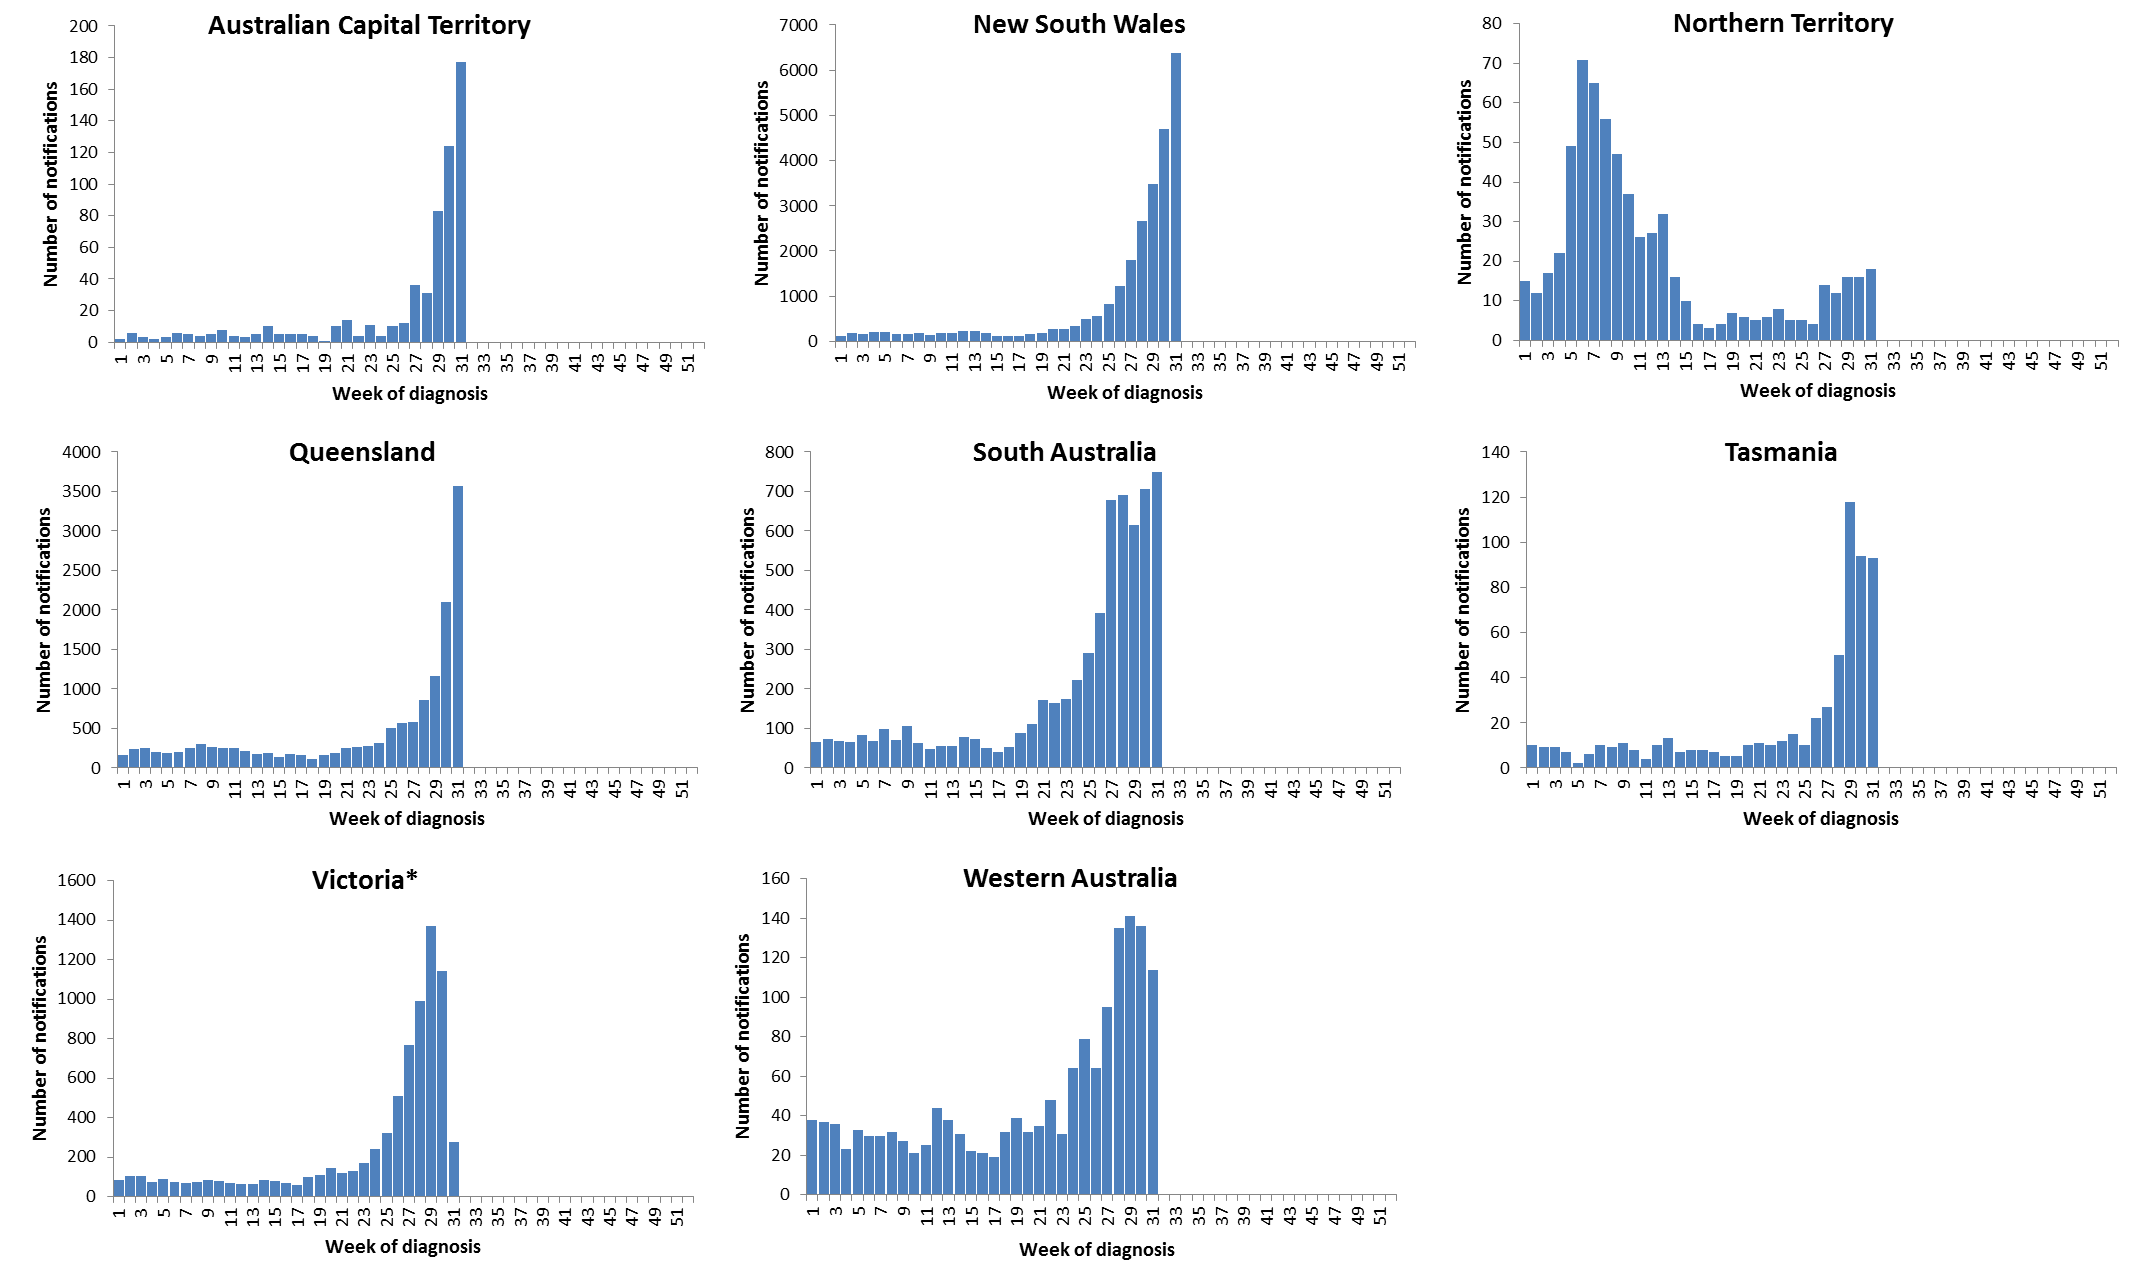 Australian Capital Territory
Number of notifications
200
180
160
140
120
100
80
60
40
20
0
1 3 5 7 9 11 13 15 17 19 21 23 25 27 29 31 33 35 37 39 41 43 45 47 49 51
Week of diagnosis
New South Wales
Number of notifications
7000
6000
5000
4000
3000
2000
1000
0
1 3 5 7 9 11 13 15 17 19 21 23 25 27 29 31 33 35 37 39 41 43 45 47 49 51
Week of diagnosis
Northern Territory
Number of notifications
80
70
60
50
40
30
20
10
0
1 3 5 7 9 11 13 15 17 19 21 23 25 27 29 31 33 35 37 39 41 43 45 47 49 51
Week of diagnosis
Queensland
Number of notifications
4000
3500
3000
2500
2000
1500
1000
500
0
1 3 5 7 9 11 13 15 17 19 21 23 25 27 29 31 33 35 37 39 41 43 45 47 49 51
Week of diagnosis
South Australia
Number of notifications
800
700
600
500
400
300
200
100
0
1 3 5 7 9 11 13 15 17 19 21 23 25 27 29 31 33 35 37 39 41 43 45 47 49 51
Week of diagnosis
Tasmania
Number of notifications
140
120
100
80
60
40
20
0
1 3 5 7 9 11 13 15 17 19 21 23 25 27 29 31 33 35 37 39 41 43 45 47 49 51
Week of diagnosis
Victoria*
Number of notifications
1600
1400
1200
1000
800
600
400
200
0
1 3 5 7 9 11 13 15 17 19 21 23 25 27 29 31 33 35 37 39 41 43 45 47 49 51
Week of diagnosis
Western Australia
Number of notifications
160
140
120
100
80
60
40
20
0
1 3 5 7 9 11 13 15 17 19 21 23 25 27 29 31 33 35 37 39 41 43 45 47 49 51
Week of diagnosis